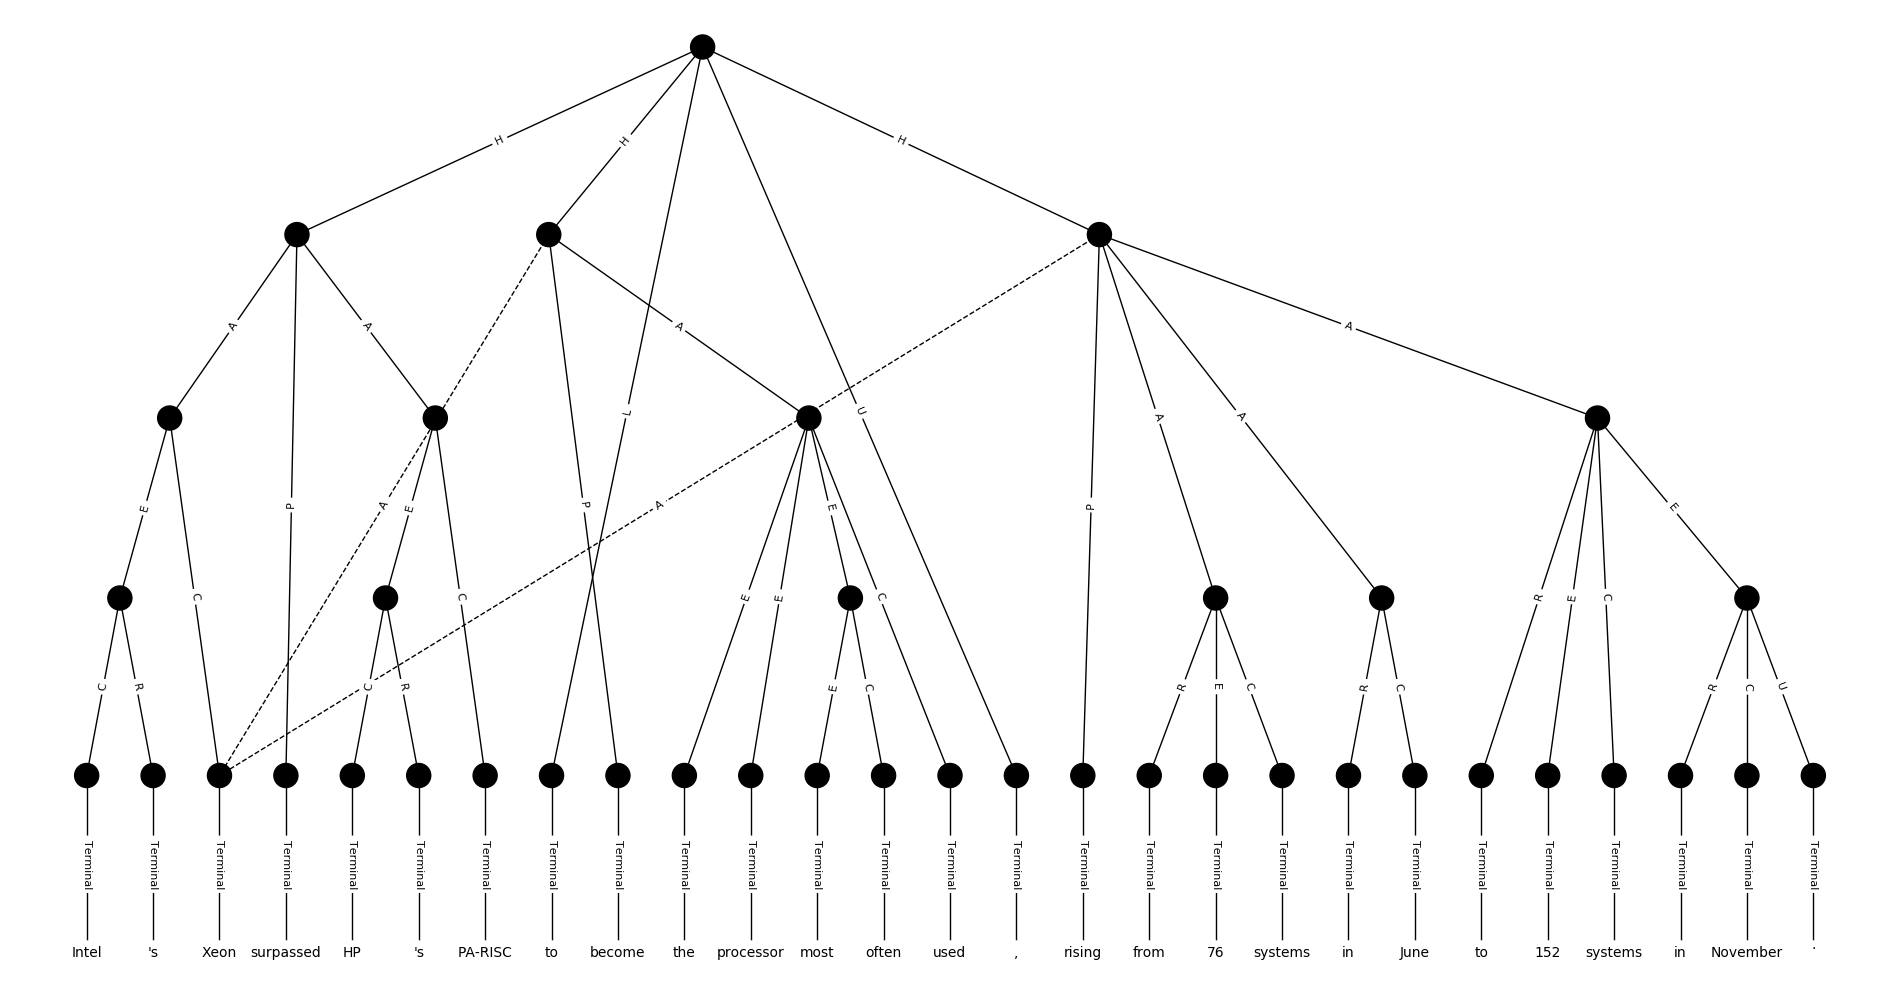 H H H
A A A
L U
A A
E P A E P A P E R E C E
C C E E C
C R C R E C R E C R C R C U
Terminal Terminal Terminal Terminal Terminal Terminal Terminal Terminal Terminal Terminal Terminal Terminal Terminal Terminal Terminal Terminal Terminal Terminal Terminal Terminal Terminal Terminal Terminal Terminal Terminal Terminal Terminal
Intel 's Xeon surpassed HP 's PA-RISC to become the processor most often used , rising from 76 systems in June to 152 systems in November .